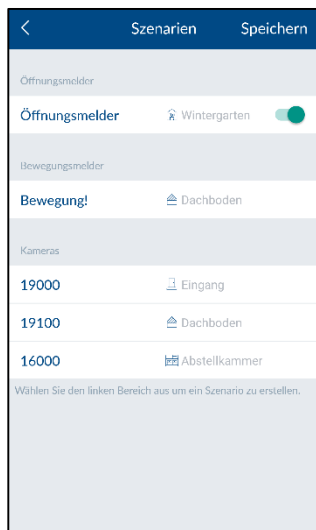 Szenarien Speichern
Öffnungsmelder
Öffnungsmelder Wintergarten
Bewegungsmelder
Bewegung! Dachboden
Kameras
19000 Eingang
19100 Dachboden
16000 Abstellkammer
Wählen Sie den linken Bereich aus um ein Szenario zu erstellen.